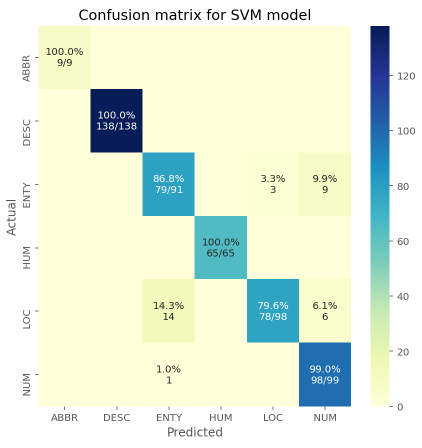 Confusion matrix for SVM model
ABBR
100.0%
9/9
DESC
100.0%
138/138
ENTY
86.8%
79/91
3.3%
3
9.9%
9
HUM
100.0%
65/65
LOC
14.3%
14
79.6%
78/98
6.1%
6
NUM
1.0%
1
99.0%
98/99
Actual
ABBR
DESC
ENTY
HUM
LOC
NUM
Predicted
120
100
80
60
40
20
0